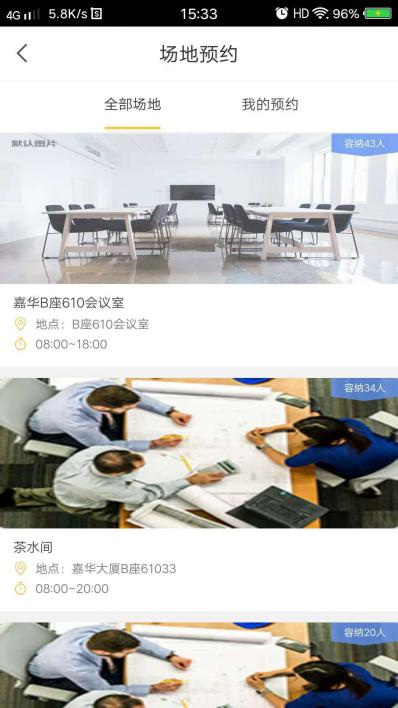 4G 5.8K/s S 15:33 HD 96%
场地预约
全部场地 我的预约
默认图片 容纳43人
嘉华B座610会议室
地点：B座610会议室
08:00~18:00
容纳34人
茶水间
地点：嘉华大厦B座61033
08:00~20:00
容纳20人